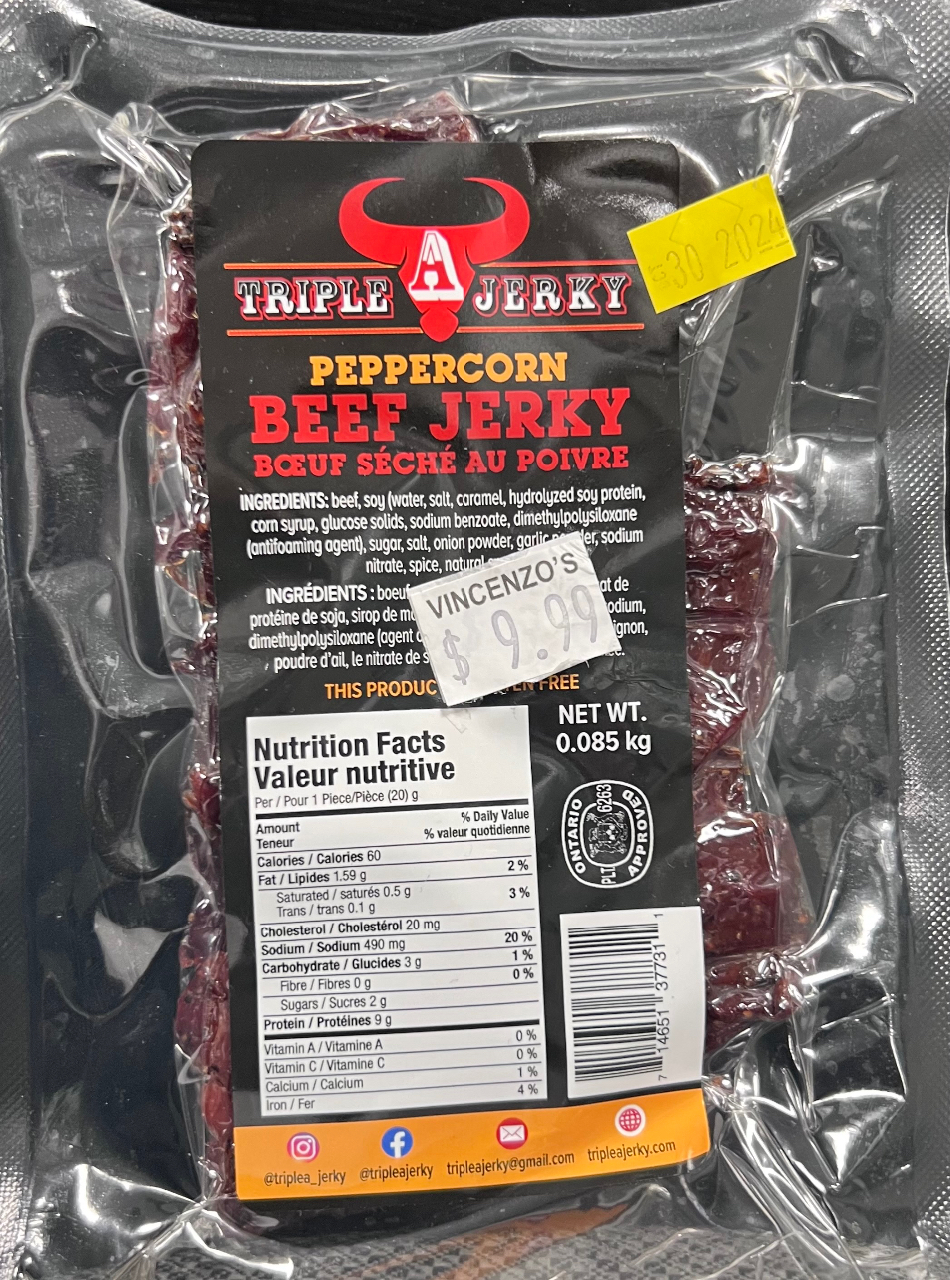 TRIPLE A JERKY
30 2024
PEPPERCORN
BEEF JERKY
BŒUF SÉCHÉ AU POIVRE
INGREDIENTS: beef, soy (water, salt, caramel, hydrolyzed soy protein,
corn syrup, glucose solids, sodium benzoate, dimethylpolysiloxane
(antifoaming agent), sugar, salt, onion powder, garlic sodium
nitrate, spice, natural
INGRÉDIENTS : boeuf de
protéine de soja, sirop de
dimethylpolysiloxane (agent
poudre d'ail, le nitrate de
VINCENZO'S
$ 9.99
THIS FREE
NET WT.
0.085 kg
Nutrition Facts
Valeur nutritive
Per / Pour 1 Piece/Pièce (20) g
Amount % Daily Value
Teneur % valeur quotidienne
Calories / Calories 60
Fat / Lipides 1.59 g 2 %
Saturated / saturés 0.5 g 3 %
Trans / trans 0.1 g
Cholesterol / Cholestérol 20 mg
Sodium / Sodium 490 mg 20 %
Carbohydrate / Glucides 3 g 1 %
Fibre / Fibres 0 g 0 %
Sugars / Sucres 2 g
Protein / Protéines 9 g
Vitamin A / Vitamine A 0 %
Vitamin C / Vitamine C 0 %
Calcium / Calcium 1 %
Iron / Fer 4 %
ONTARIO
PLT 6263
APPROVED
7 14651 37731 1
@triplea_jerky @tripleajerky tripleajerky@gmail.com tripleajerky.com